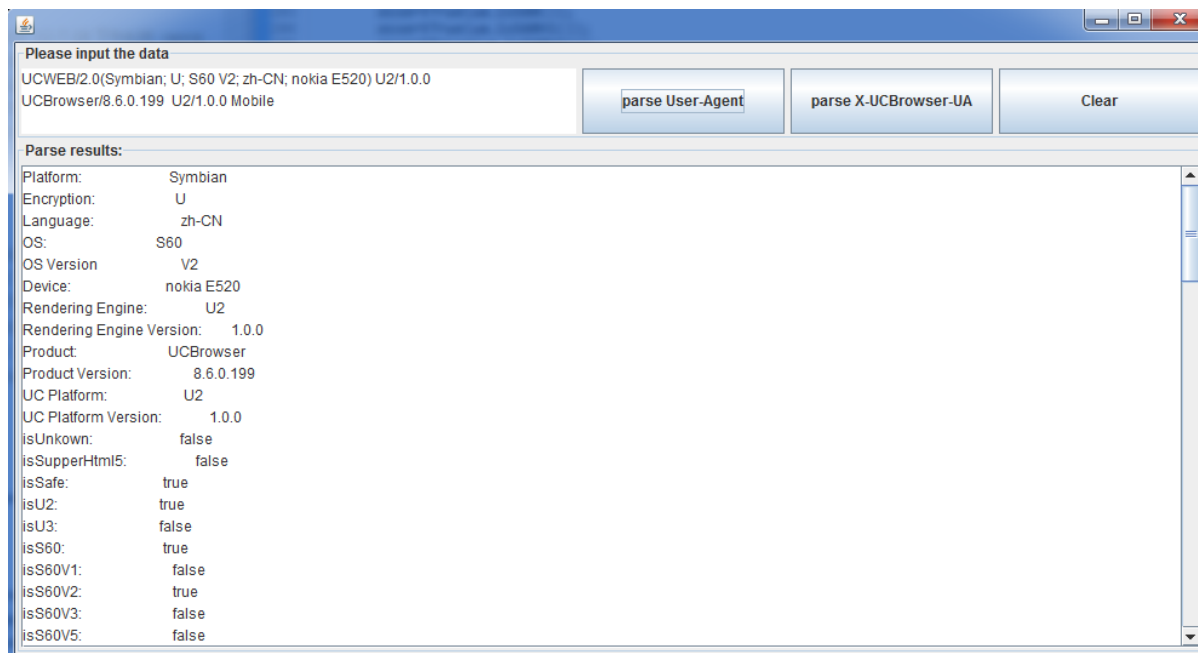 Please input the data
UCWEB/2.0(Symbian; U; S60 V2; zh-CN; nokia E520) U2/1.0.0
UCBrowser/8.6.0.199  U2/1.0.0 Mobile
parse User-Agent
parse X-UCBrowser-UA
Clear
Parse results:
Platform: Symbian
Encryption: U
Language: zh-CN
OS: S60
OS Version V2
Device: nokia E520
Rendering Engine: U2
Rendering Engine Version: 1.0.0
Product: UCBrowser
Product Version: 8.6.0.199
UC Platform: U2
UC Platform Version: 1.0.0
isUnkown: false
isSupperHtml5: false
isSafe: true
isU2: true
isU3: false
isS60: true
isS60V1: false
isS60V2: true
isS60V3: false
isS60V5: false